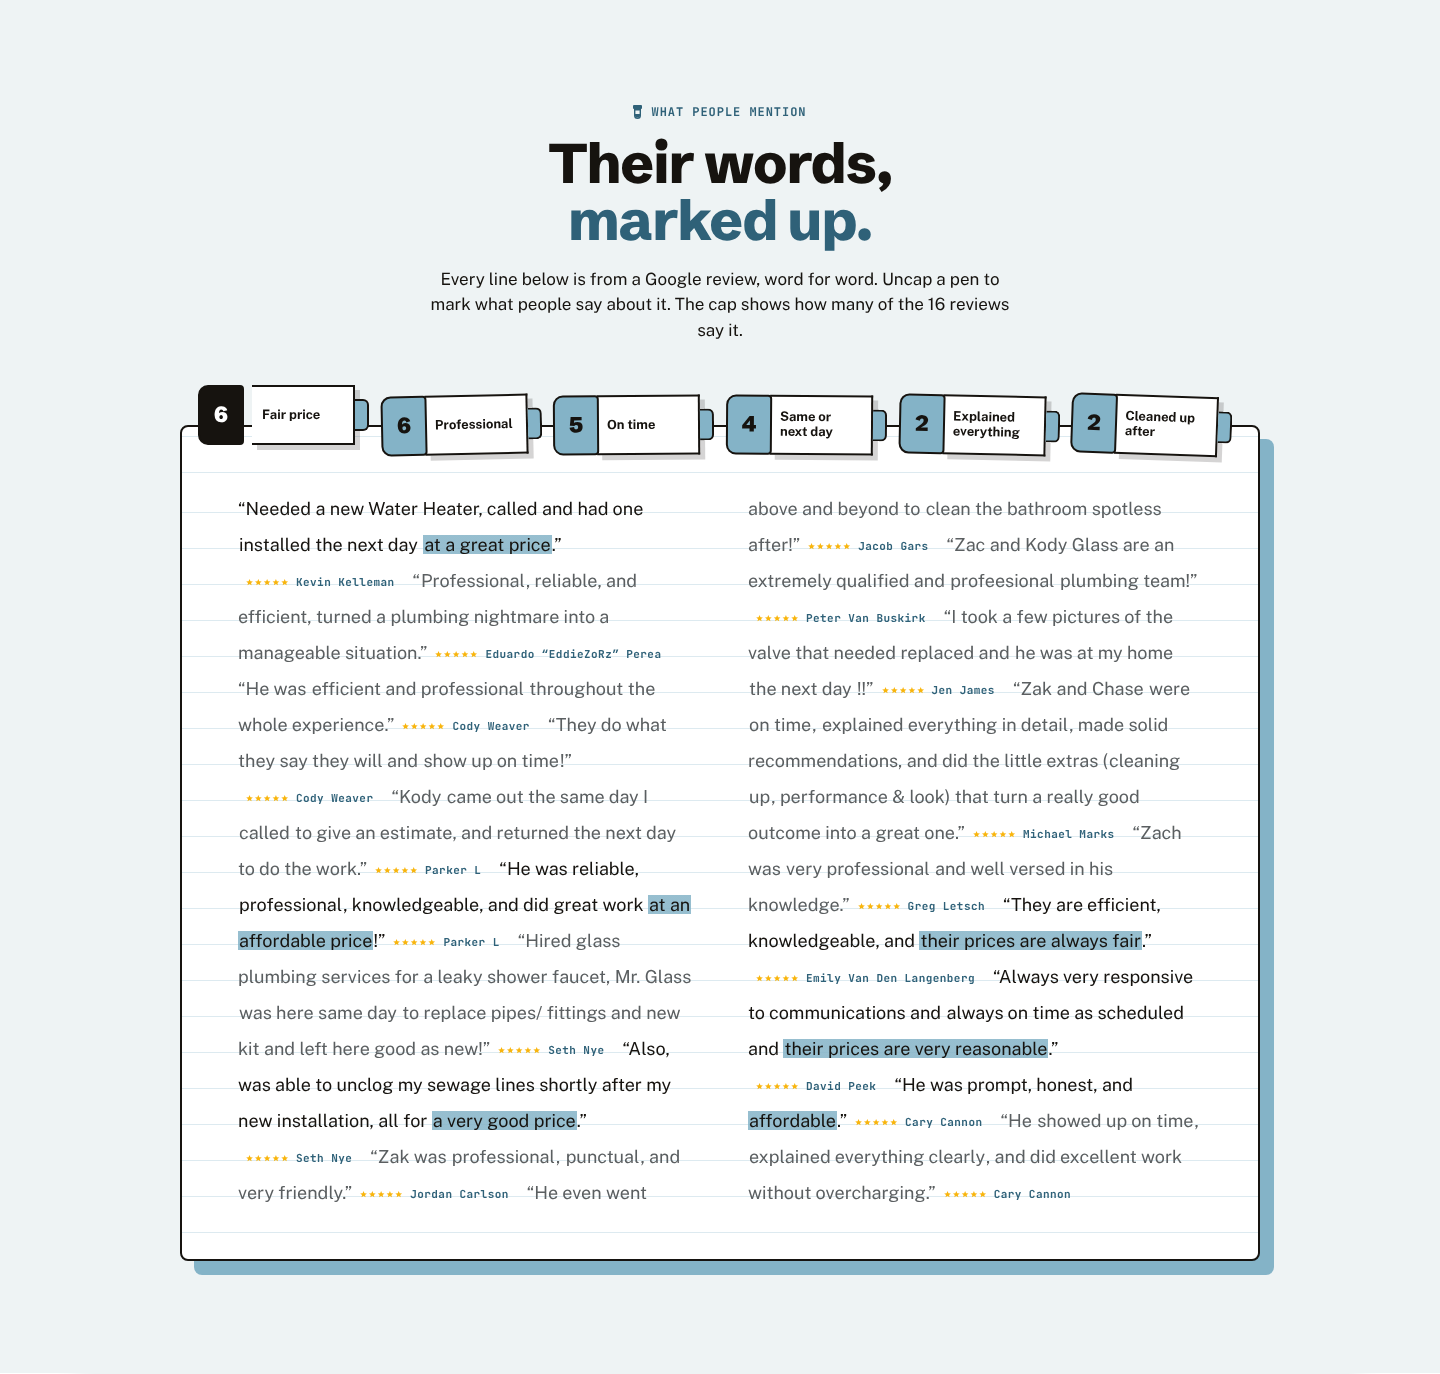 WHAT PEOPLE MENTION
Their words,
marked up.
Every line below is from a Google review, word for word. Uncap a pen to
mark what people say about it. The cap shows how many of the 16 reviews
say it.
6 Fair price
6 Professional
5 On time
4 Same or
next day
2 Explained
everything
2 Cleaned up
after
“Needed a new Water Heater, called and had one
installed the next day at a great price.”
★★★★★ Kevin Kelleman “Professional, reliable, and
efficient, turned a plumbing nightmare into a
manageable situation.” ★★★★★ Eduardo “EddieZoRz” Perea
“He was efficient and professional throughout the
whole experience.” ★★★★★ Cody Weaver “They do what
they say they will and show up on time!”
★★★★★ Cody Weaver “Kody came out the same day I
called to give an estimate, and returned the next day
to do the work.” ★★★★★ Parker L “He was reliable,
professional, knowledgeable, and did great work at an
affordable price!” ★★★★★ Parker L “Hired glass
plumbing services for a leaky shower faucet, Mr. Glass
was here same day to replace pipes/ fittings and new
kit and left here good as new!” ★★★★★ Seth Nye “Also,
was able to unclog my sewage lines shortly after my
new installation, all for a very good price.”
★★★★★ Seth Nye “Zak was professional, punctual, and
very friendly.” ★★★★★ Jordan Carlson “He even went
above and beyond to clean the bathroom spotless
after!” ★★★★★ Jacob Gars “Zac and Kody Glass are an
extremely qualified and profeesional plumbing team!”
★★★★★ Peter Van Buskirk “I took a few pictures of the
valve that needed replaced and he was at my home
the next day !!” ★★★★★ Jen James “Zak and Chase were
on time, explained everything in detail, made solid
recommendations, and did the little extras (cleaning
up, performance & look) that turn a really good
outcome into a great one.” ★★★★★ Michael Marks “Zach
was very professional and well versed in his
knowledge.” ★★★★★ Greg Letsch “They are efficient,
knowledgeable, and their prices are always fair.”
★★★★★ Emily Van Den Langenberg “Always very responsive
to communications and always on time as scheduled
and their prices are very reasonable.”
★★★★★ David Peek “He was prompt, honest, and
affordable.” ★★★★★ Cary Cannon “He showed up on time,
explained everything clearly, and did excellent work
without overcharging.” ★★★★★ Cary Cannon